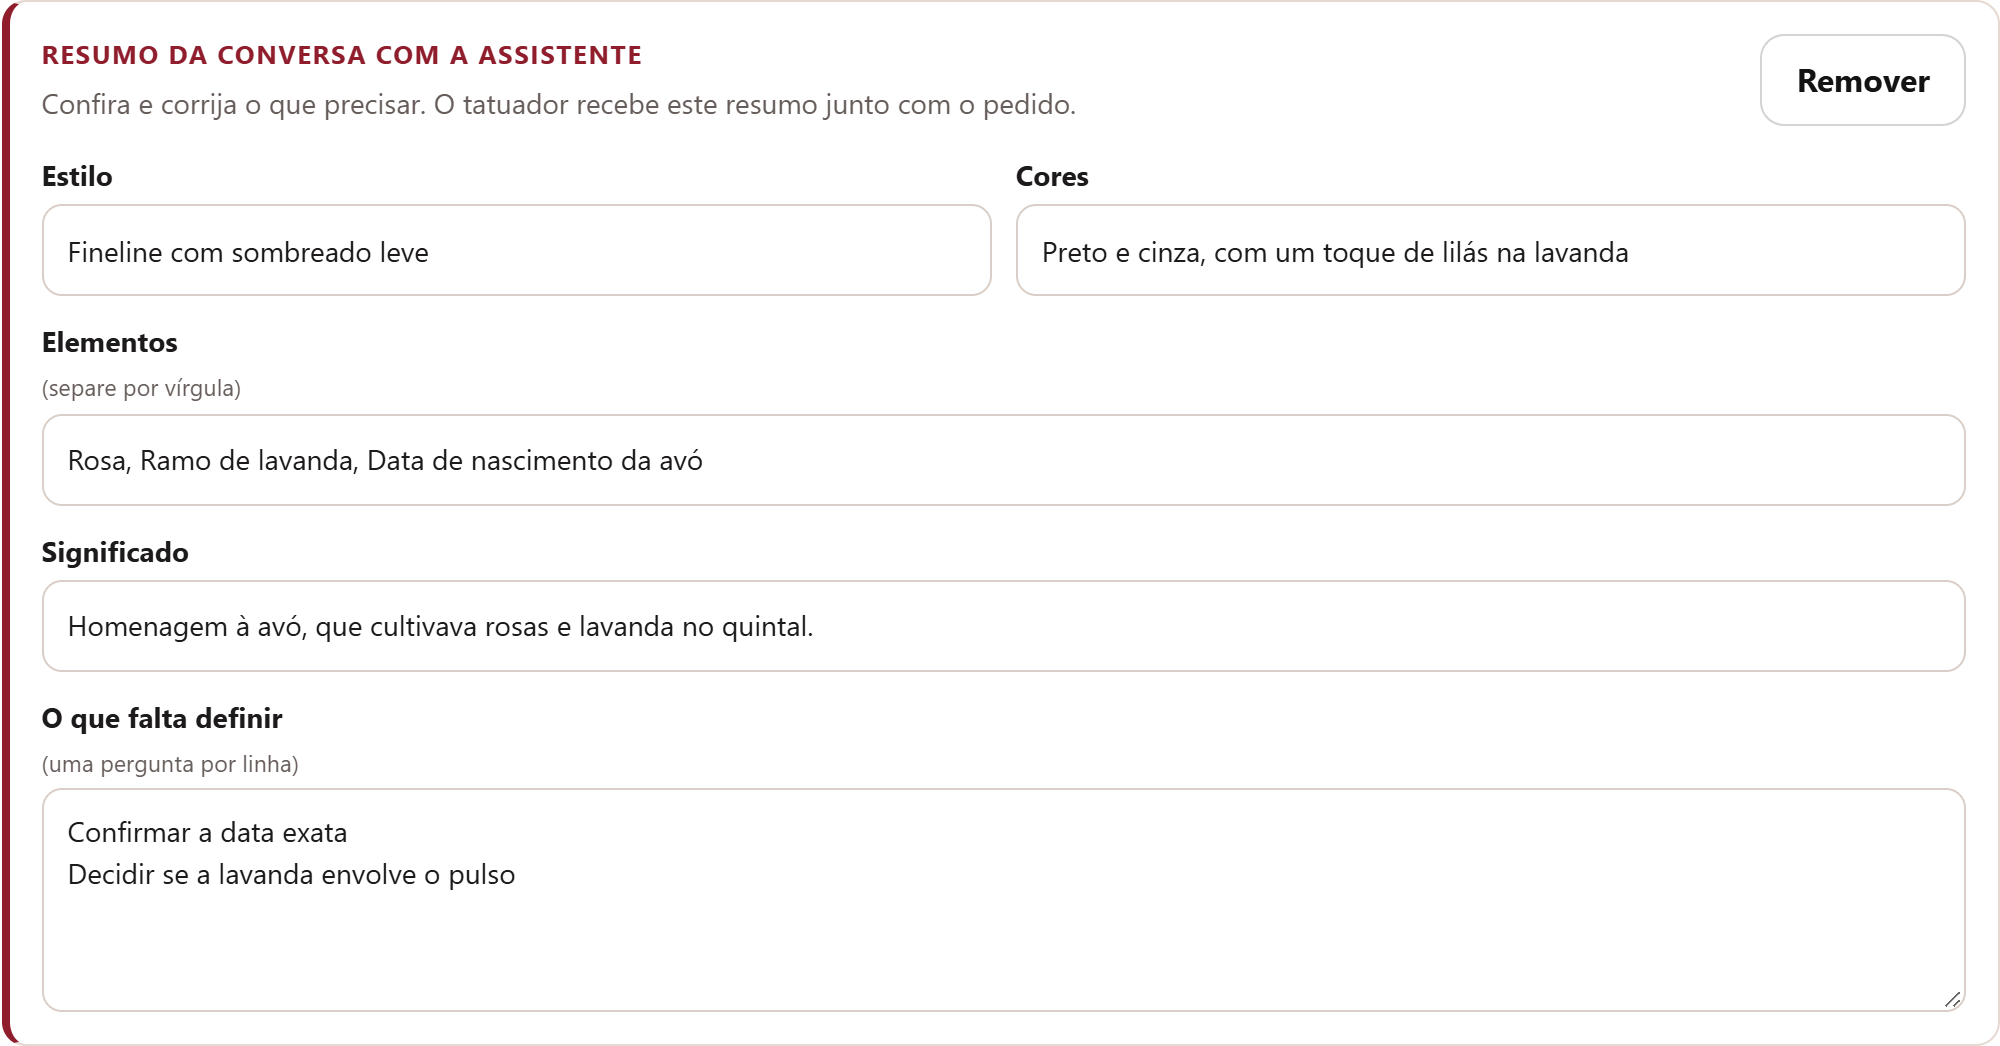 RESUMO DA CONVERSA COM A ASSISTENTE
Remover
Confira e corrija o que precisar. O tatuador recebe este resumo junto com o pedido.
Estilo
Cores
Fineline com sombreado leve
Preto e cinza, com um toque de lilás na lavanda
Elementos
(separe por vírgula)
Rosa, Ramo de lavanda, Data de nascimento da avó
Significado
Homenagem à avó, que cultivava rosas e lavanda no quintal.
O que falta definir
(uma pergunta por linha)
Confirmar a data exata
Decidir se a lavanda envolve o pulso